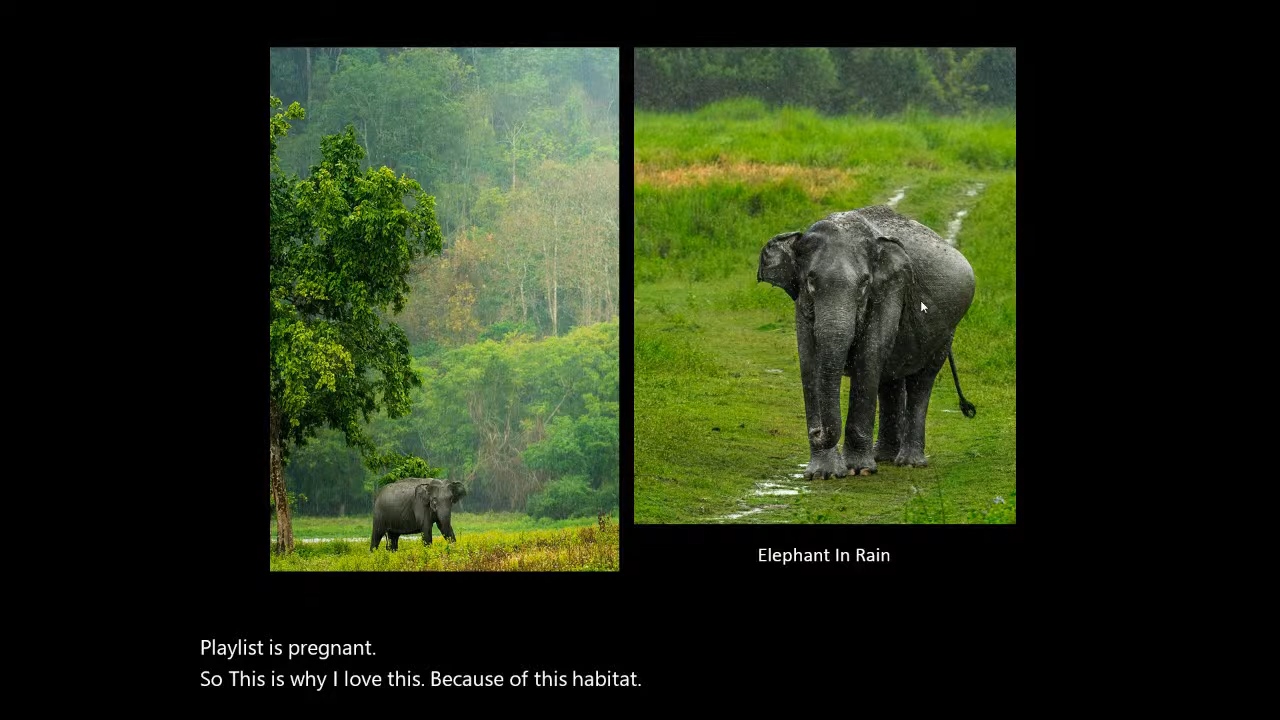 Elephant In Rain
Playlist is pregnant.
So This is why I love this. Because of this habitat.